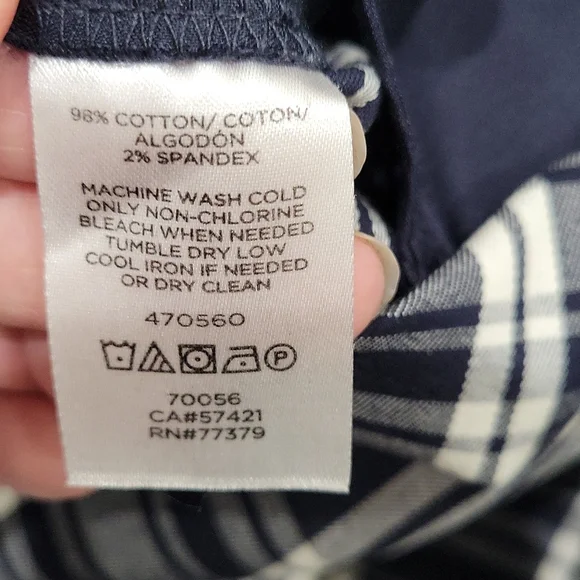 98% COTTON/ COTON/
ALGODÓN
2% SPANDEX
MACHINE WASH COLD
ONLY NON-CHLORINE
BLEACH WHEN NEEDED
TUMBLE DRY LOW
COOL IRON IF NEEDED
OR DRY CLEAN
470560
P
70056
CA#57421
RN#77379